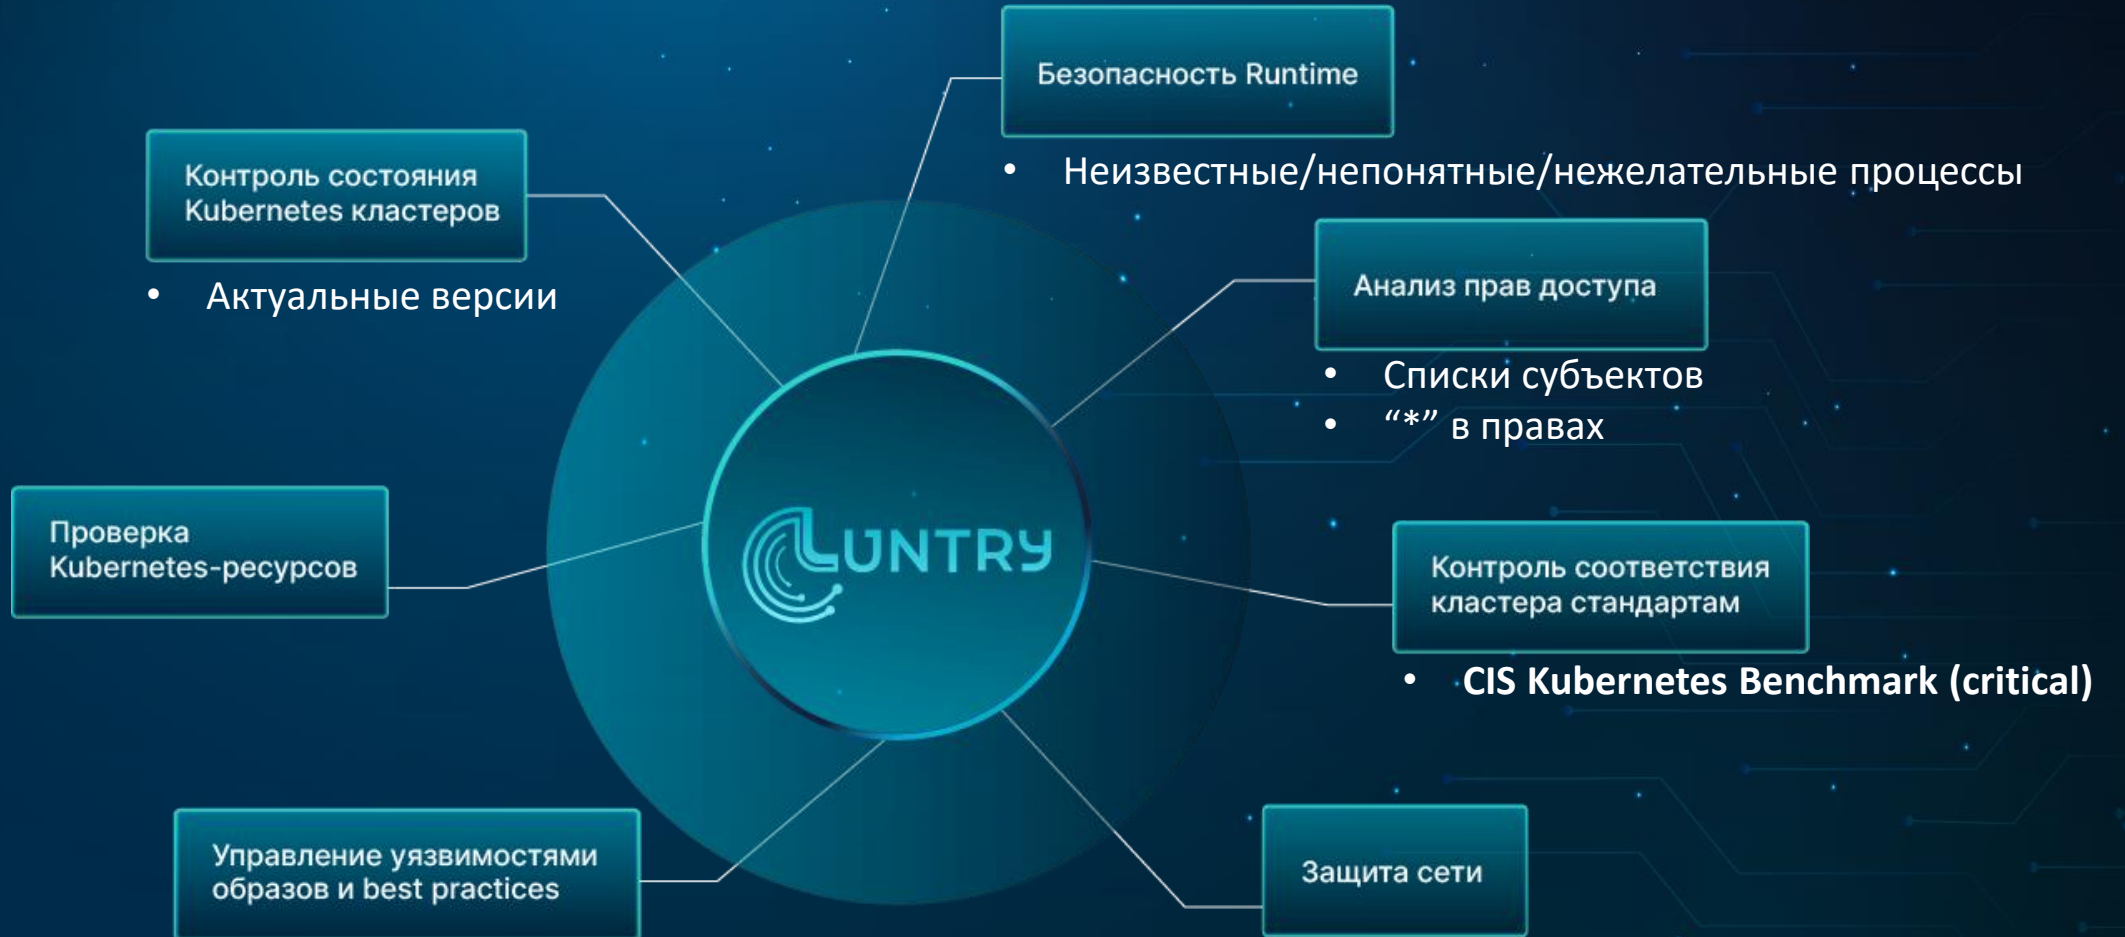 Безопасность Runtime
• Неизвестные/непонятные/нежелательные процессы
Контроль состояния
Kubernetes кластеров
• Актуальные версии
Анализ прав доступа
• Списки субъектов
• “*” в правах
Проверка
Kubernetes-ресурсов
LUNTRY
Контроль соответствия
кластера стандартам
• CIS Kubernetes Benchmark (critical)
Управление уязвимостями
образов и best practices
Защита сети